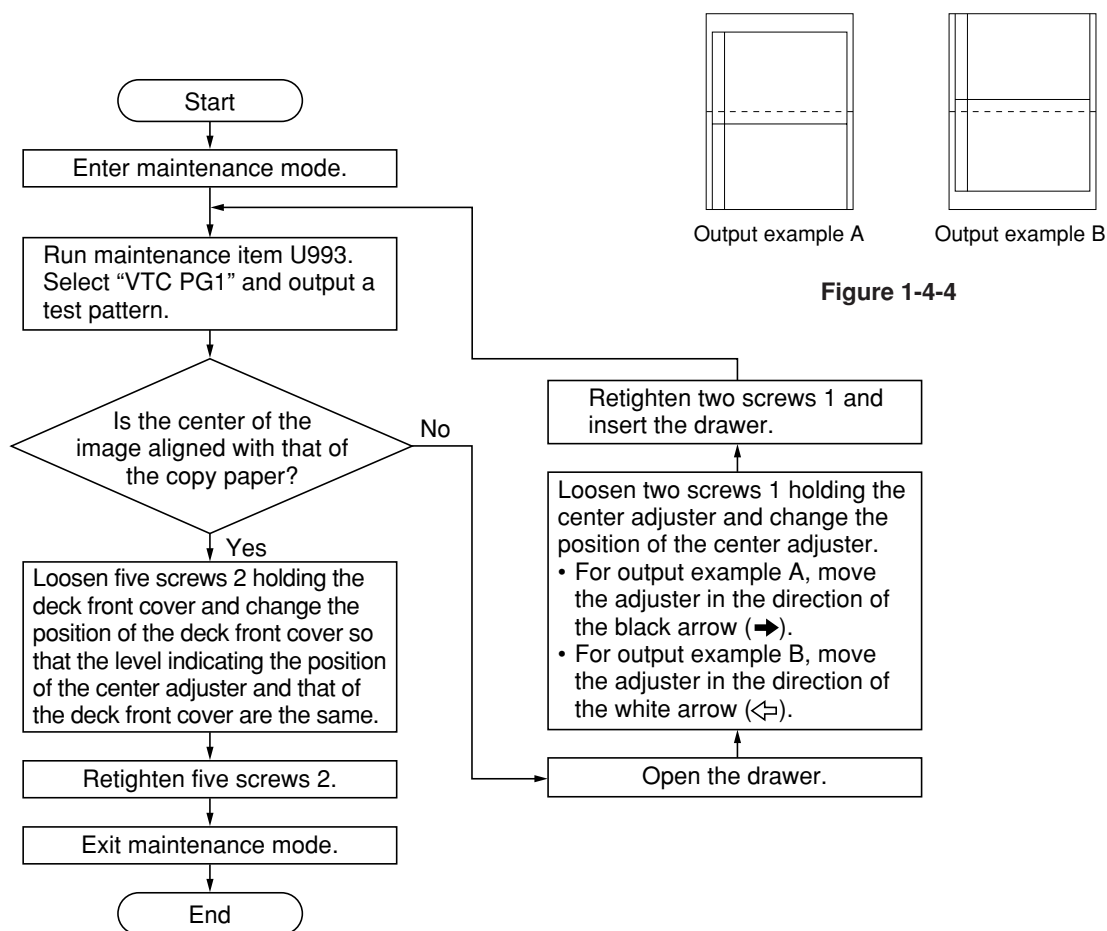 Start
Enter maintenance mode.
Run maintenance item U993.
Select “VTC PG1” and output a
test pattern.
Is the center of the
image aligned with that of
the copy paper?
No
Yes
Loosen five screws 2 holding the
deck front cover and change the
position of the deck front cover so
that the level indicating the position
of the center adjuster and that of
the deck front cover are the same.
Retighten five screws 2.
Exit maintenance mode.
End
Open the drawer.
Loosen two screws 1 holding the
center adjuster and change the
position of the center adjuster.
• For output example A, move
the adjuster in the direction of
the black arrow (➡).
• For output example B, move
the adjuster in the direction of
the white arrow (⇦).
Retighten two screws 1 and
insert the drawer.
Output example A
Output example B
Figure 1-4-4